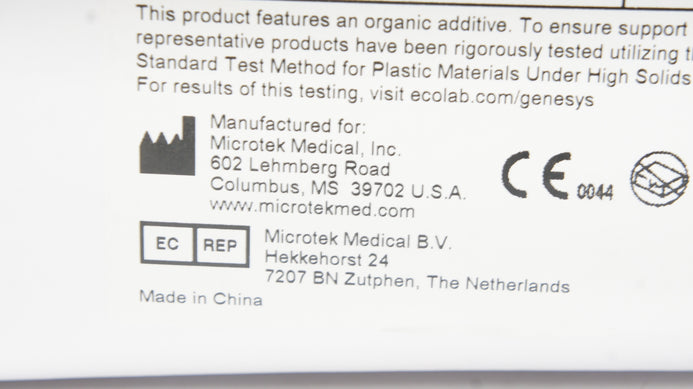 This product features an organic additive. To ensure support
representative products have been rigorously tested utilizing
Standard Test Method for Plastic Materials Under High Solids
For results of this testing, visit ecolab.com/genesys
Manufactured for:
Microtek Medical, Inc.
602 Lehmberg Road
Columbus, MS 39702 U.S.A.
www.microtekmed.com
CE 0044
EC REP
Microtek Medical B.V.
Hekkehorst 24
7207 BN Zutphen, The Netherlands
Made in China